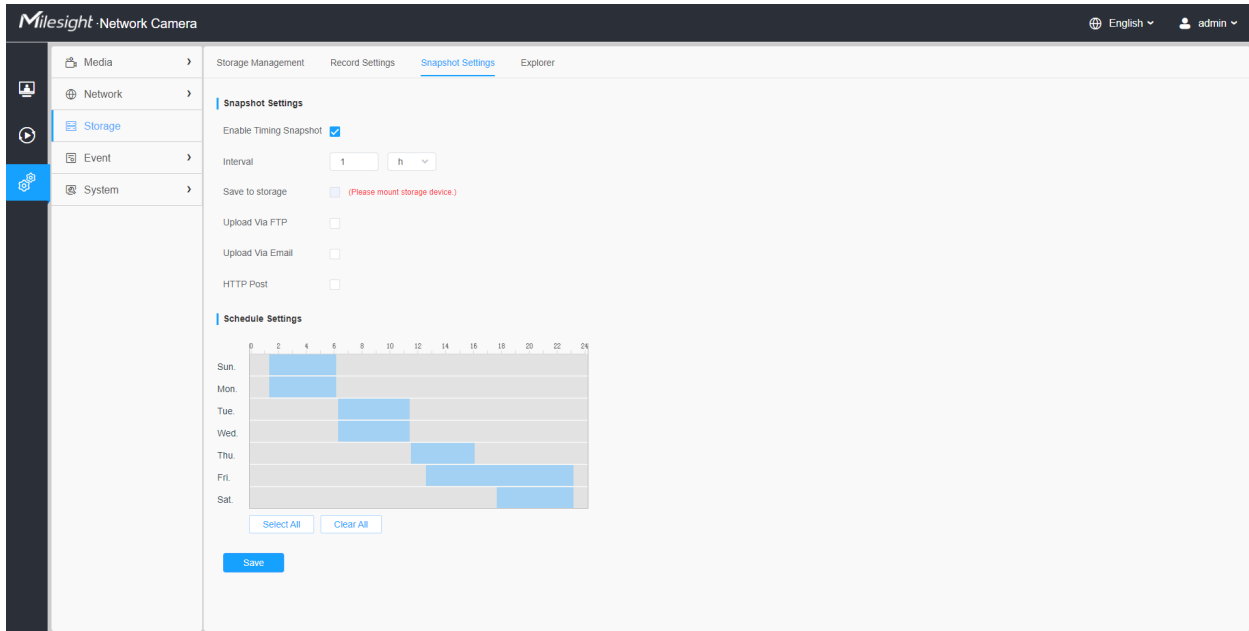 Milesight · Network Camera English admin
Media Storage Management Record Settings Snapshot Settings Explorer
Network
Storage
Event
System
Snapshot Settings
Enable Timing Snapshot
Interval 1 h
Save to storage (Please mount storage device.)
Upload Via FTP
Upload Via Email
HTTP Post
Schedule Settings
0 2 4 6 8 10 12 14 16 18 20 22 24
Sun.
Mon.
Tue.
Wed.
Thu.
Fri.
Sat.
Select All Clear All
Save